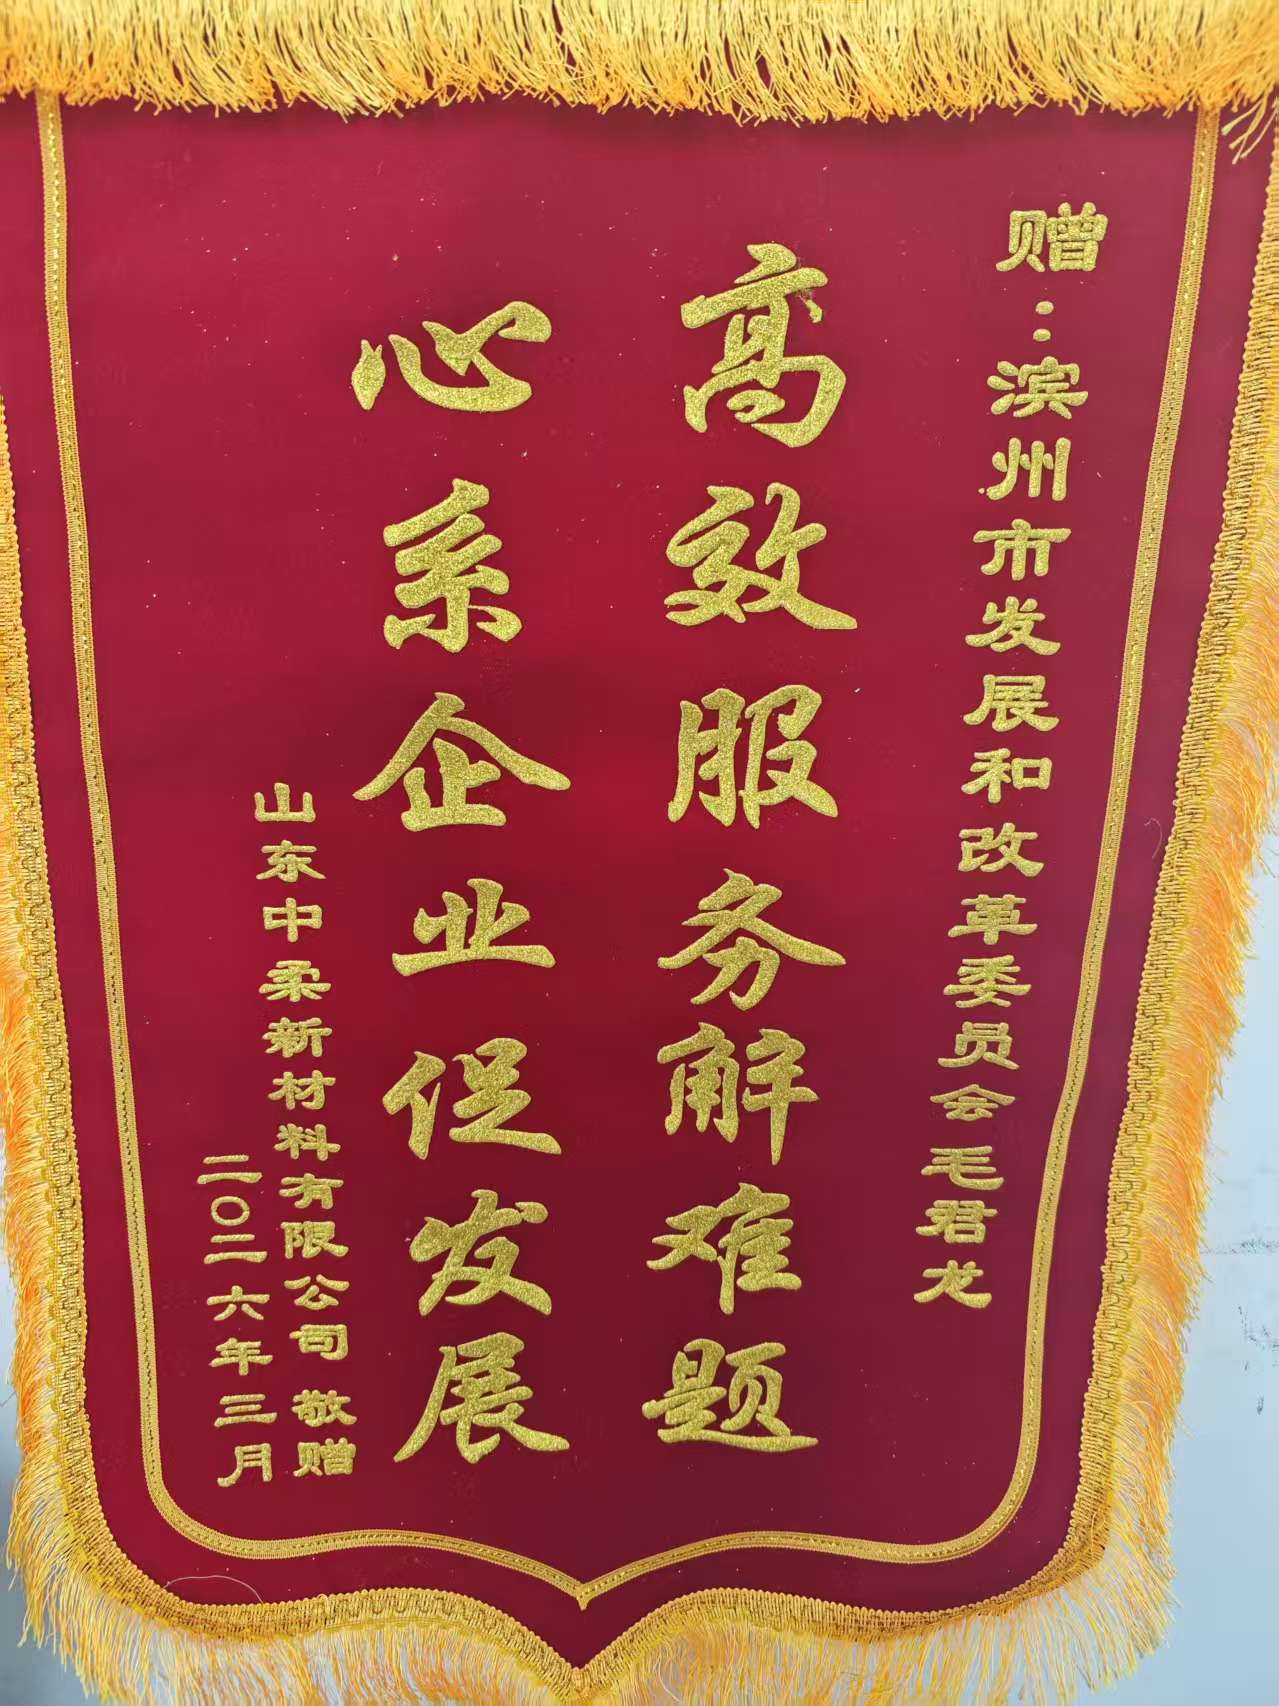 赠：滨州市发展和改革委员会毛君龙
高效服务解难题
心系企业促发展
山东中柔新材料有限公司 敬赠
二〇二六年三月